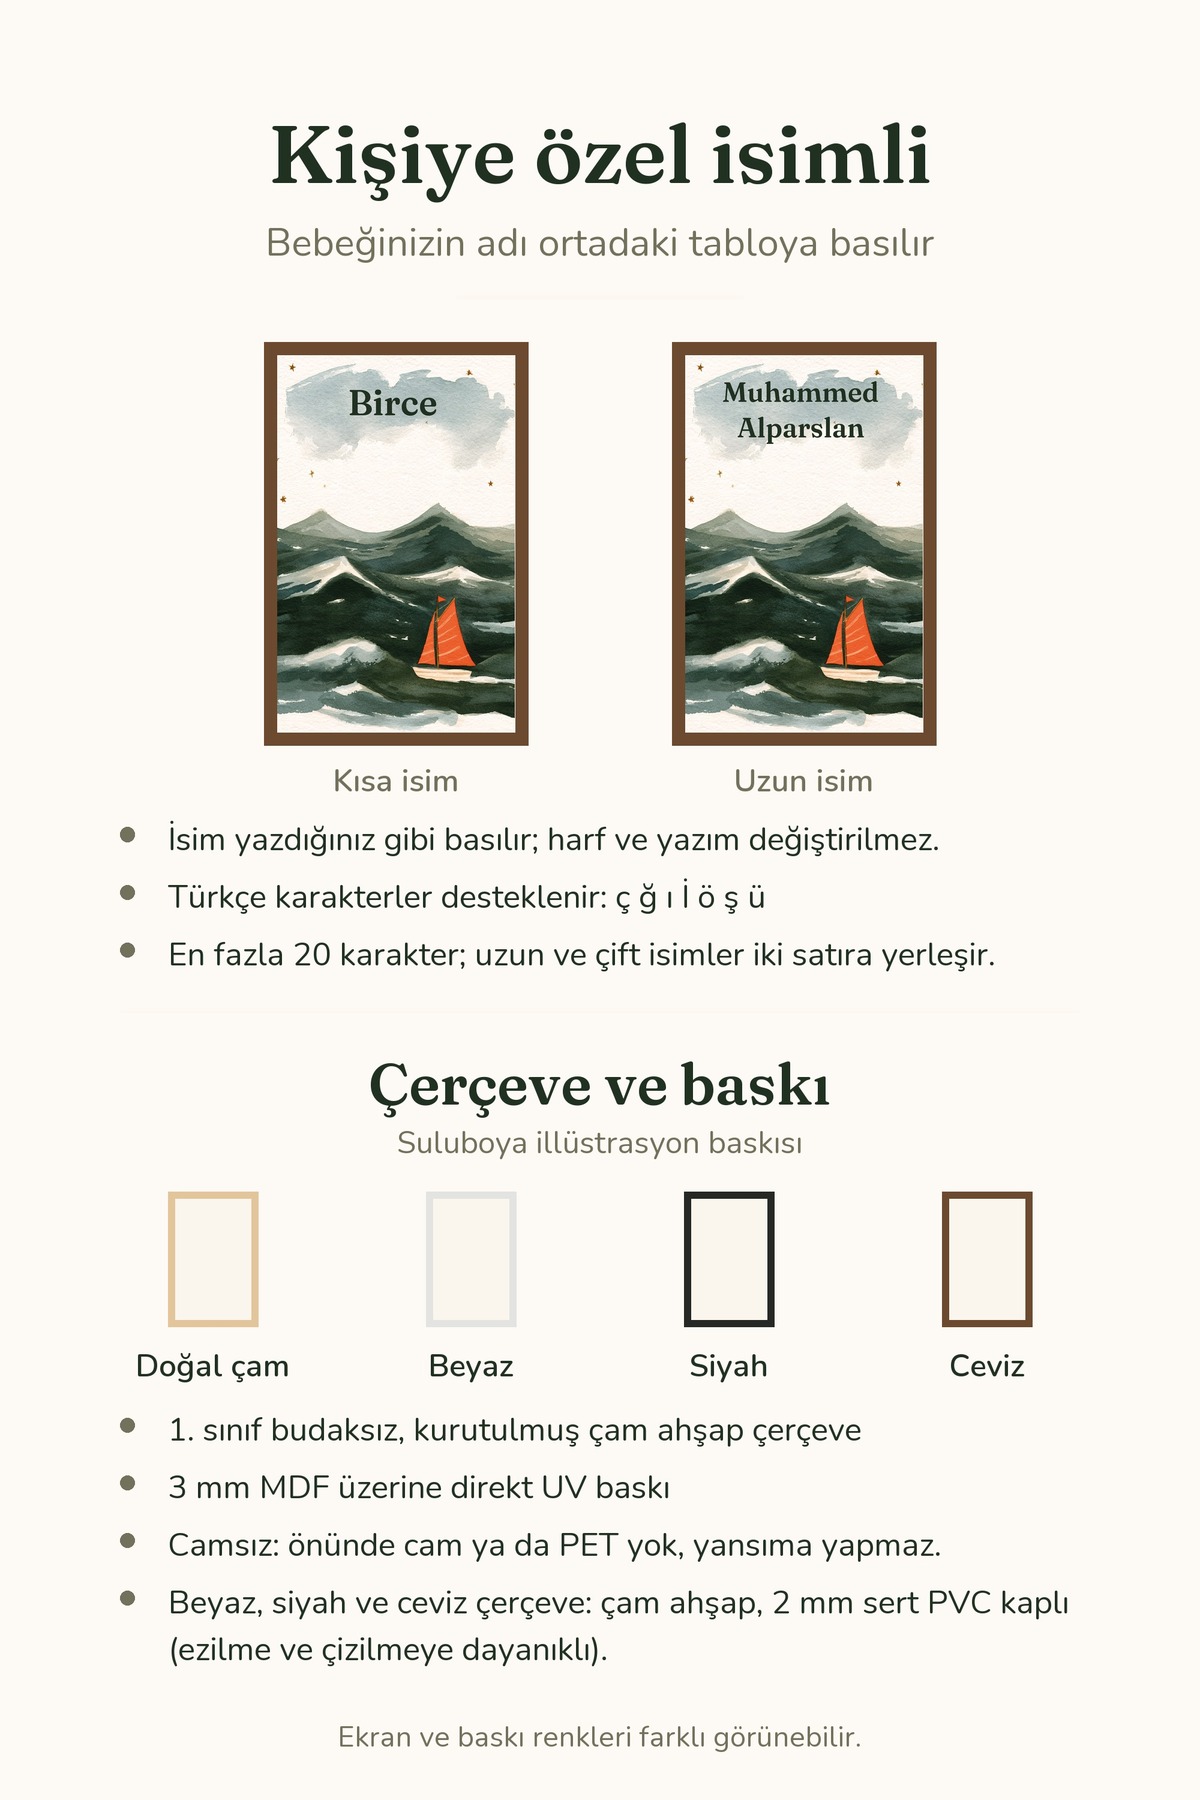 Kişiye özel isimli
Bebeğinizin adı ortadaki tabloya basılır
Birce
Muhammed
Alparslan
Kısa isim
Uzun isim
İsim yazdığınız gibi basılır; harf ve yazım değiştirilmez.
Türkçe karakterler desteklenir: ç ğ ı İ ö ş ü
En fazla 20 karakter; uzun ve çift isimler iki satıra yerleşir.
Çerçeve ve baskı
Suluboya illüstrasyon baskısı
Doğal çam
Beyaz
Siyah
Ceviz
1. sınıf budaksız, kurutulmuş çam ahşap çerçeve
3 mm MDF üzerine direkt UV baskı
Camsız: önünde cam ya da PET yok, yansıma yapmaz.
Beyaz, siyah ve ceviz çerçeve: çam ahşap, 2 mm sert PVC kaplı
(ezilme ve çizilmeye dayanıklı).
Ekran ve baskı renkleri farklı görünebilir.